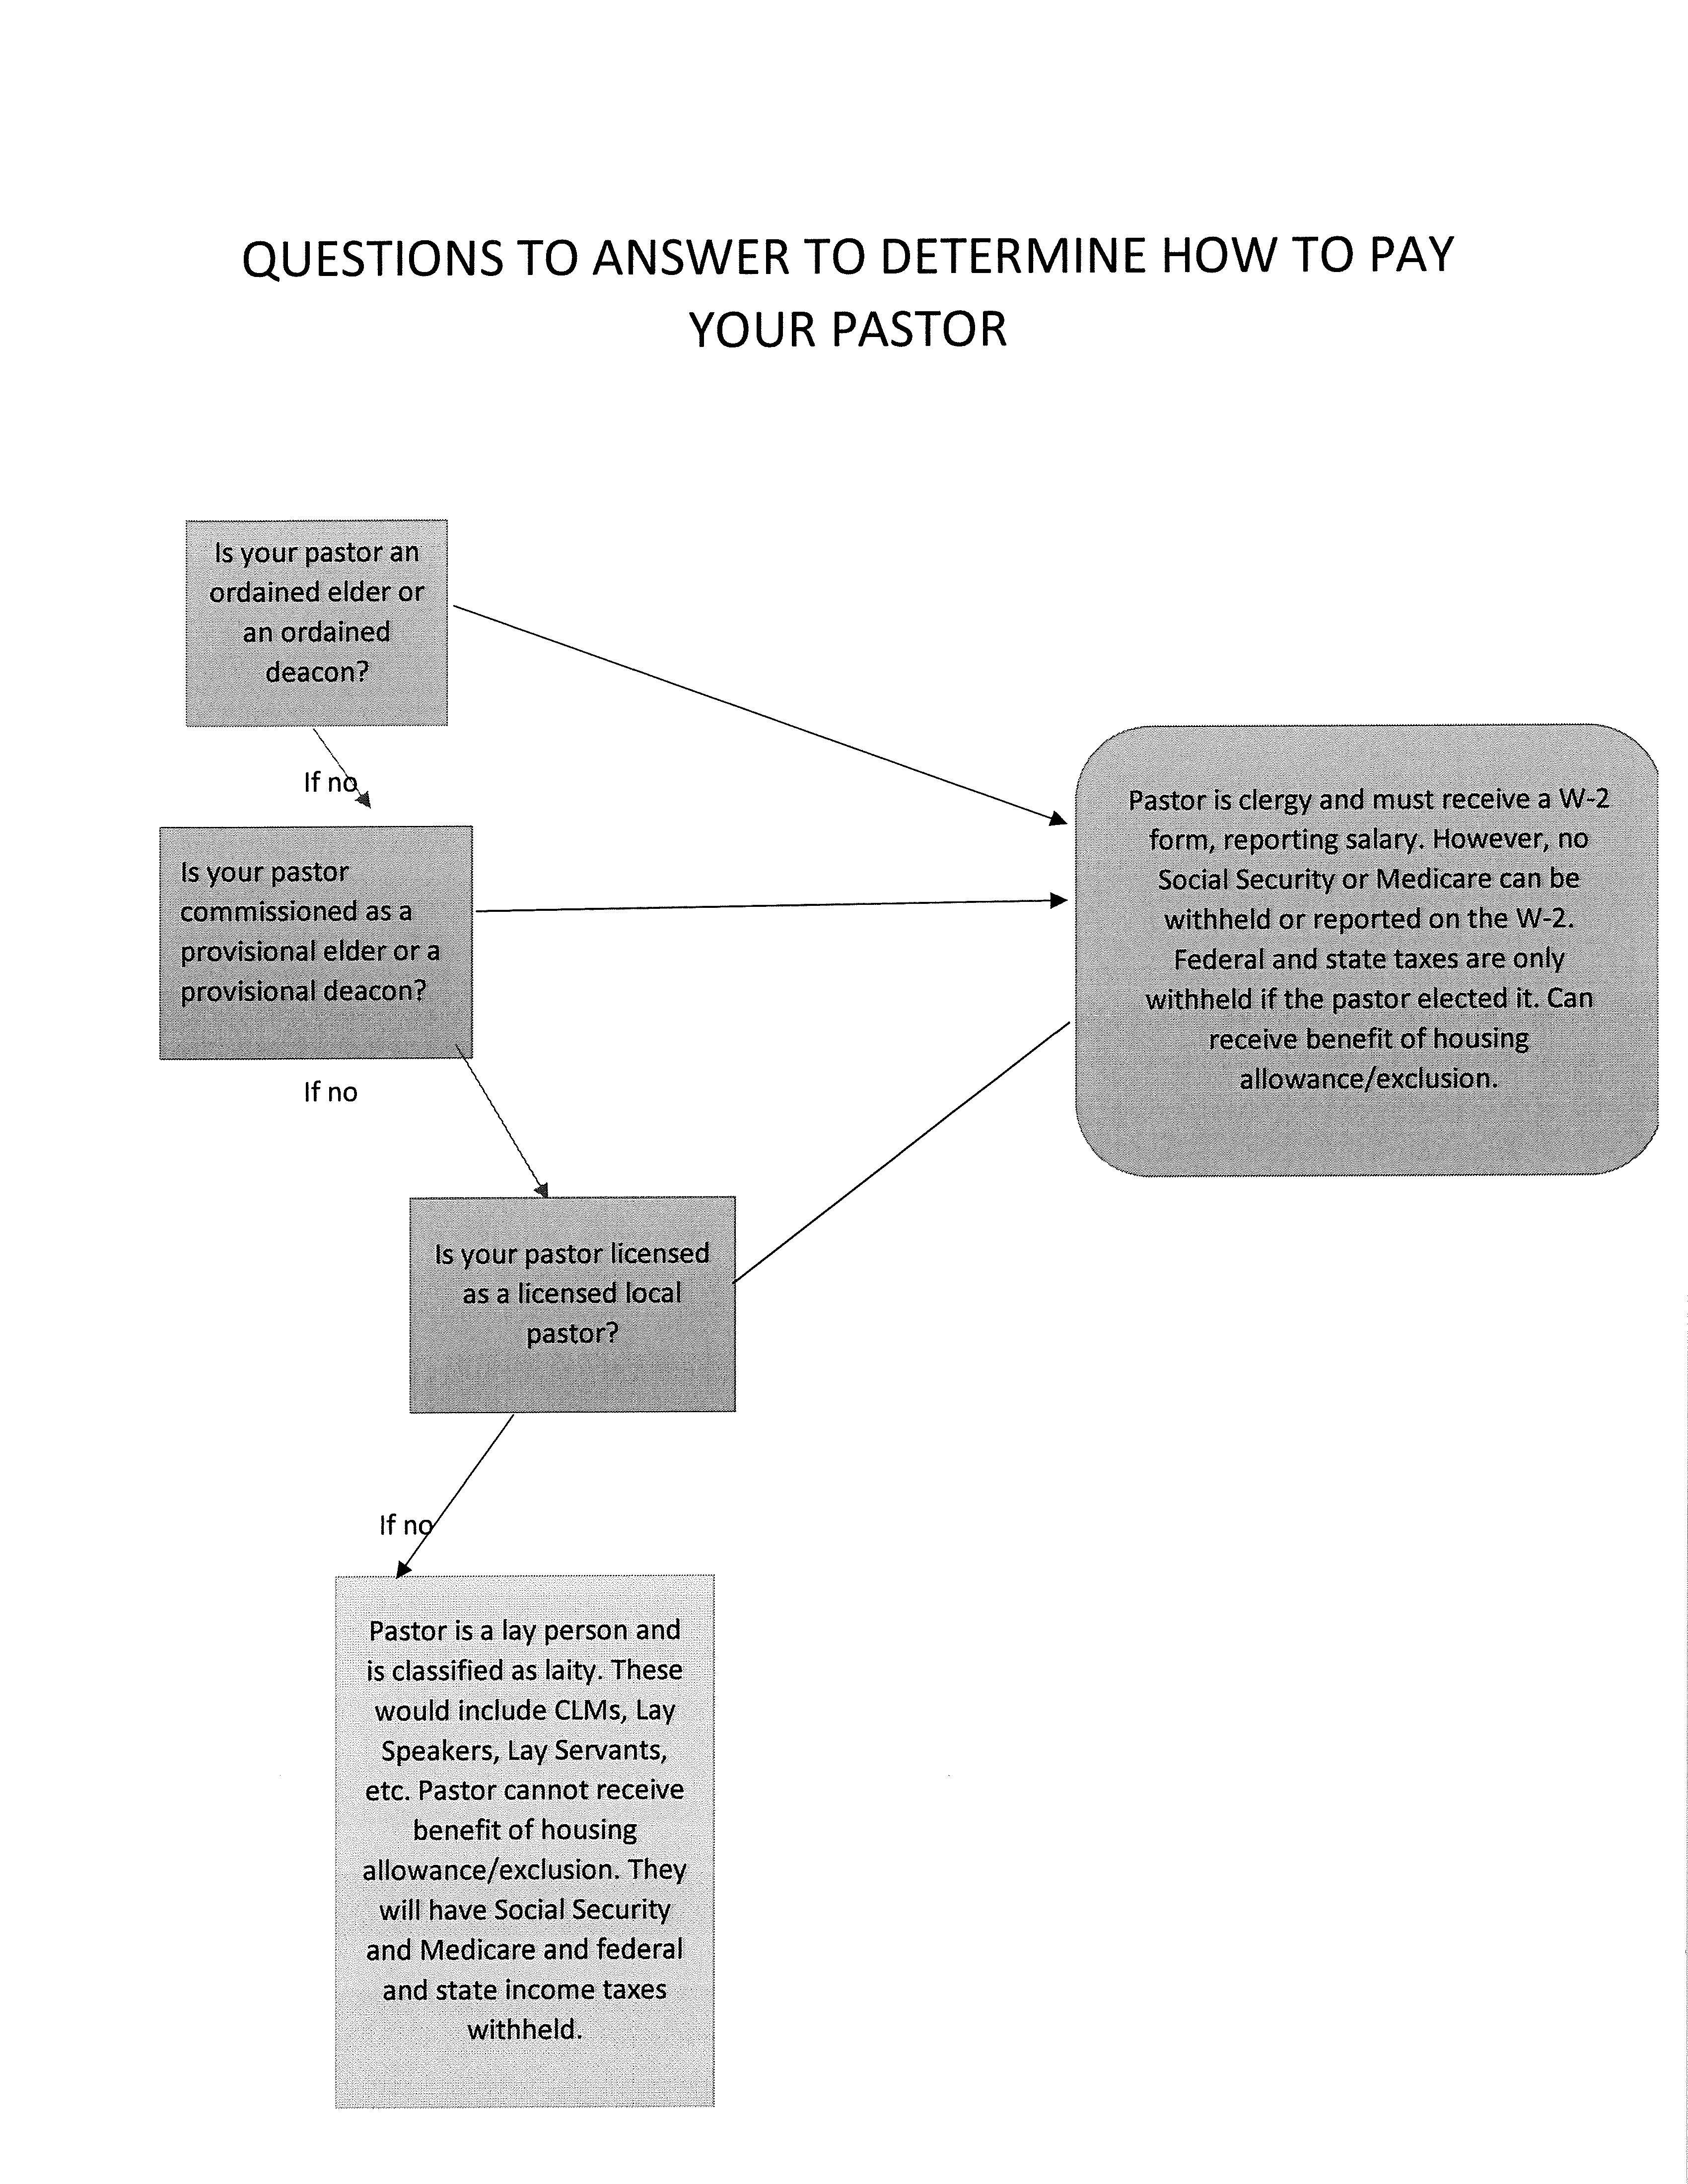 QUESTIONS TO ANSWER TO DETERMINE HOW TO PAY
YOUR PASTOR
Is your pastor an
ordained elder or
an ordained
deacon?
If no
Is your pastor
commissioned as a
provisional elder or a
provisional deacon?
If no
Pastor is clergy and must receive a W-2
form, reporting salary. However, no
Social Security or Medicare can be
withheld or reported on the W-2.
Federal and state taxes are only
withheld if the pastor elected it. Can
receive benefit of housing
allowance/exclusion.
Is your pastor licensed
as a licensed local
pastor?
If no
Pastor is a lay person and
is classified as laity. These
would include CLMs, Lay
Speakers, Lay Servants,
etc. Pastor cannot receive
benefit of housing
allowance/exclusion. They
will have Social Security
and Medicare and federal
and state income taxes
withheld.